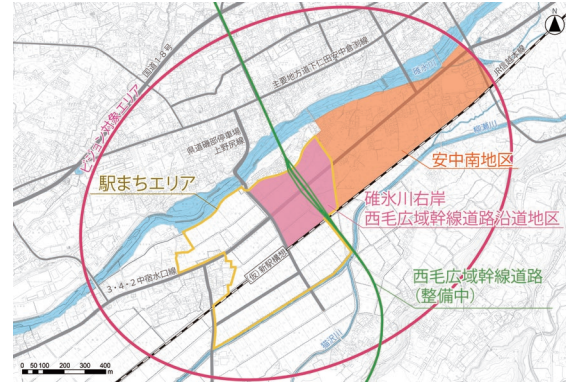 N
国道18号
主要地方道下仁田安中倉渕線
碓氷川
JR信越本線
ビジョン対象エリア
県道磯部停車場
上野尻線
柳瀬川
安中南地区
駅まちエリア
碓氷川右岸
西毛広域幹線道路沿道地区
3・4・2中宿水口線
(仮)新駅構想
西毛広域幹線道路
(整備中)
柳沢川
0 50 100 200 300 400
m